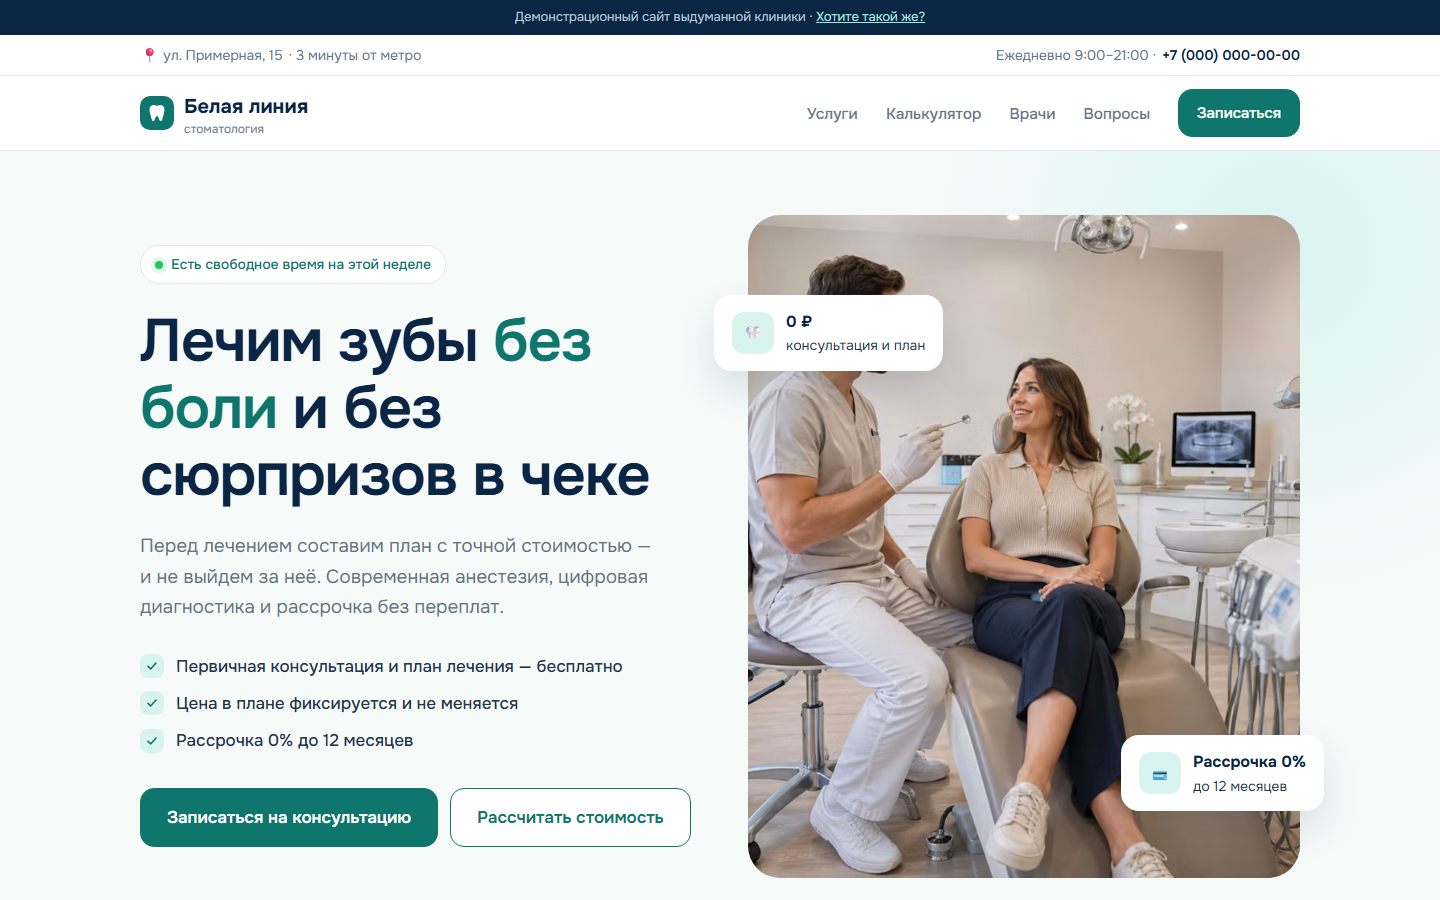 Демонстрационный сайт выдуманной клиники · Хотите такой же?
ул. Примерная, 15 · 3 минуты от метро
Ежедневно 9:00–21:00 · +7 (000) 000-00-00
Белая линия
стоматология
Услуги
Калькулятор
Врачи
Вопросы
Записаться
Есть свободное время на этой неделе
Лечим зубы без
боли и без
сюрпризов в чеке
Перед лечением составим план с точной стоимостью —
и не выйдем за неё. Современная анестезия, цифровая
диагностика и рассрочка без переплат.
Первичная консультация и план лечения — бесплатно
Цена в плане фиксируется и не меняется
Рассрочка 0% до 12 месяцев
Записаться на консультацию
Рассчитать стоимость
0 ₽
консультация и план
Рассрочка 0%
до 12 месяцев